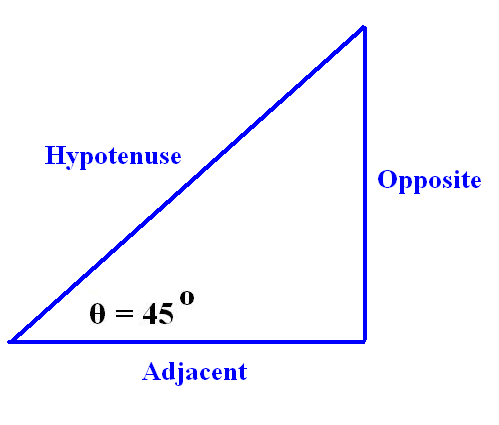 Hypotenuse
Opposite
θ = 45 o
Adjacent